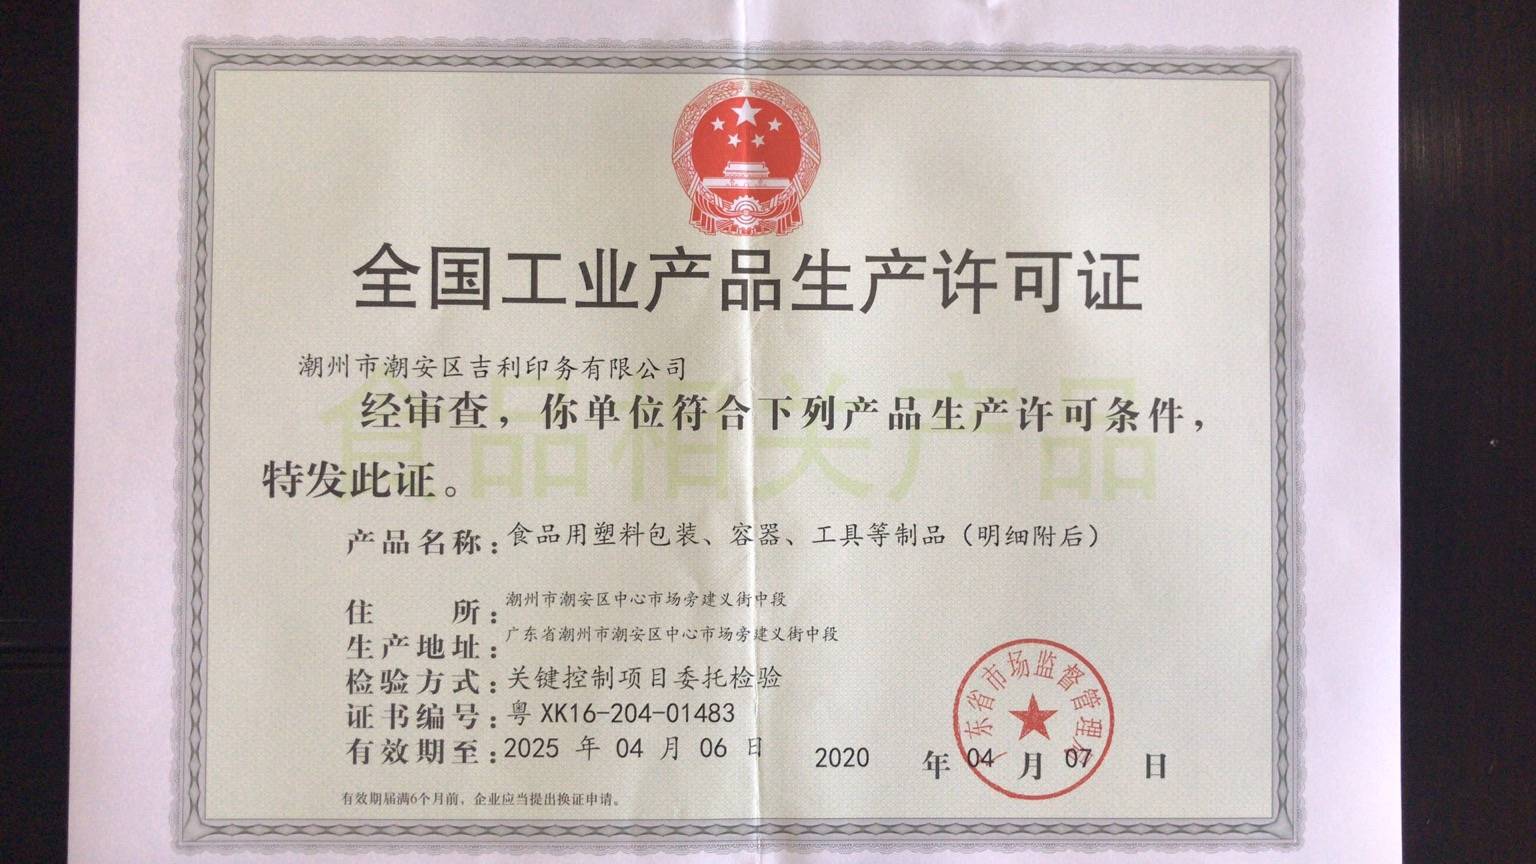 全国工业产品生产许可证
潮州市潮安区吉利印务有限公司
食品相关产品
经审查，你单位符合下列产品生产许可条件，
特发此证。
产品名称：食品用塑料包装、容器、工具等制品（明细附后）
住所：潮州市潮安区中心市场旁建义街中段
生产地址：广东省潮州市潮安区中心市场旁建义街中段
检验方式：关键控制项目委托检验
证书编号：粤 XK16-204-01483
有效期至：2025 年 04 月 06 日
2020 年 04 月 07 日
广东省市场监督管理局
有效期届满6个月前，企业应当提出换证申请。